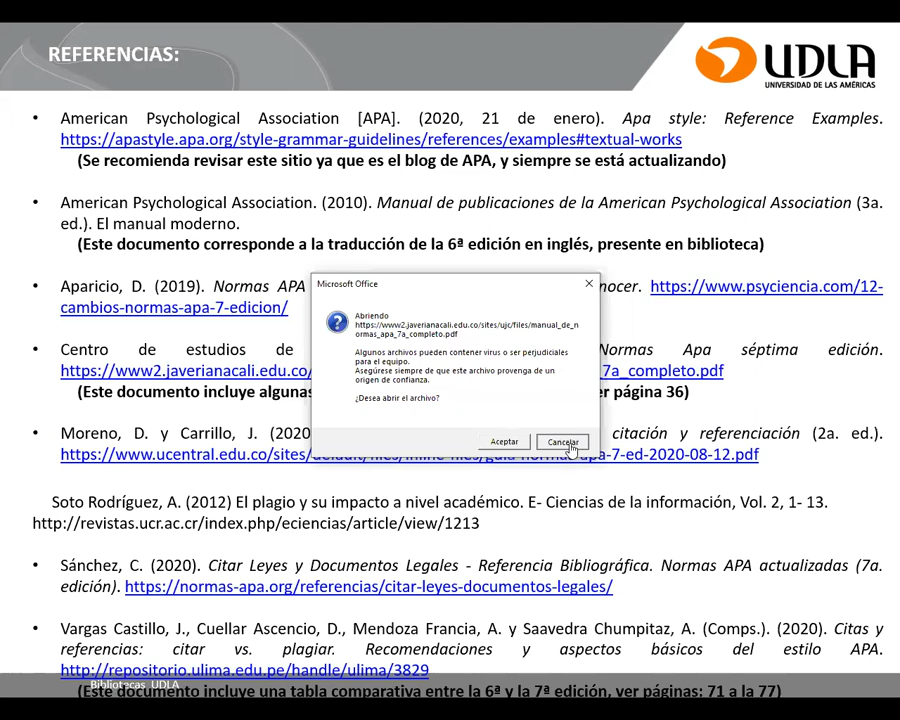 REFERENCIAS:
UDLA
UNIVERSIDAD DE LAS AMÉRICAS
• American Psychological Association [APA]. (2020, 21 de enero). Apa style: Reference Examples.
https://apastyle.apa.org/style-grammar-guidelines/references/examples#textual-works
(Se recomienda revisar este sitio ya que es el blog de APA, y siempre se está actualizando)
• American Psychological Association. (2010). Manual de publicaciones de la American Psychological Association (3a.
ed.). El manual moderno.
(Este documento corresponde a la traducción de la 6ª edición en inglés, presente en biblioteca)
• Aparicio, D. (2019). Normas APA nocer. https://www.psyciencia.com/12-
cambios-normas-apa-7-edicion/
• Centro de estudios de Normas Apa séptima edición.
https://www2.javerianacali.edu.co/ 7a_completo.pdf
(Este documento incluye algunas er página 36)
• Moreno, D. y Carrillo, J. (2020 citación y referenciación (2a. ed.).
https://www.ucentral.edu.co/sites/default/files/inline-files/guia-normas-apa-7-ed-2020-08-12.pdf
Microsoft Office
Abriendo
https://www2.javerianacali.edu.co/sites/ujc/files/manual_de_n
ormas_apa_7a_completo.pdf
Algunos archivos pueden contener virus o ser perjudiciales
para el equipo.
Asegúrese siempre de que este archivo provenga de un
origen de confianza.
¿Desea abrir el archivo?
Aceptar Cancelar
Soto Rodríguez, A. (2012) El plagio y su impacto a nivel académico. E- Ciencias de la información, Vol. 2, 1- 13.
http://revistas.ucr.ac.cr/index.php/eciencias/article/view/1213
• Sánchez, C. (2020). Citar Leyes y Documentos Legales - Referencia Bibliográfica. Normas APA actualizadas (7a.
edición). https://normas-apa.org/referencias/citar-leyes-documentos-legales/
• Vargas Castillo, J., Cuellar Ascencio, D., Mendoza Francia, A. y Saavedra Chumpitaz, A. (Comps.). (2020). Citas y
referencias: citar vs. plagiar. Recomendaciones y aspectos básicos del estilo APA.
http://repositorio.ulima.edu.pe/handle/ulima/3829
Bibliotecas UDLA
(Este documento incluye una tabla comparativa entre la 6ª y la 7ª edición, ver páginas: 71 a la 77)